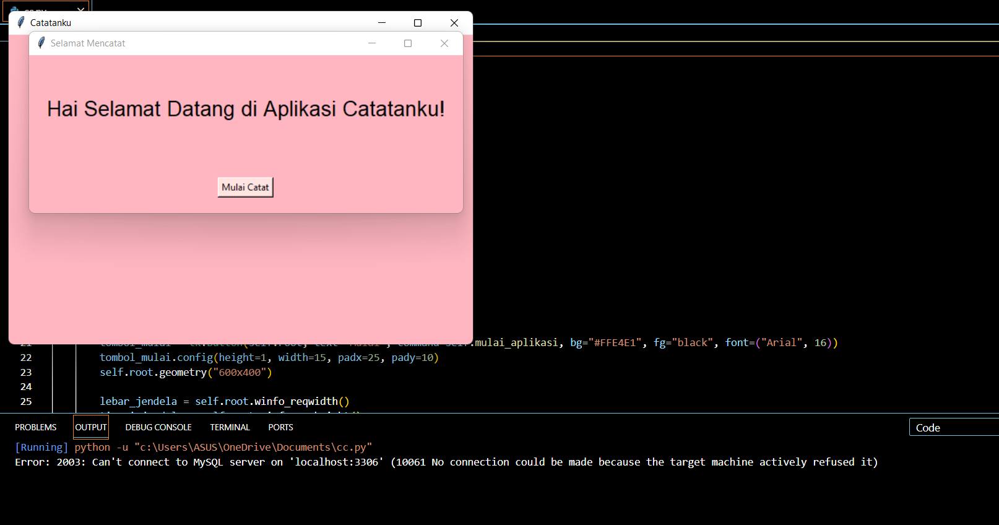 Catatanku
Selamat Mencatat
Hai Selamat Datang di Aplikasi Catatanku!
Mulai Catat
.mulai_aplikasi, bg="#FFE4E1", fg="black", font=("Arial", 16))
22 tombol_mulai.config(height=1, width=15, padx=25, pady=10)
23 self.root.geometry("600x400")
24
25 lebar_jendela = self.root.winfo_reqwidth()
PROBLEMS OUTPUT DEBUG CONSOLE TERMINAL PORTS Code
[Running] python -u "c:\Users\ASUS\OneDrive\Documents\cc.py"
Error: 2003: Can't connect to MySQL server on 'localhost:3306' (10061 No connection could be made because the target machine actively refused it)